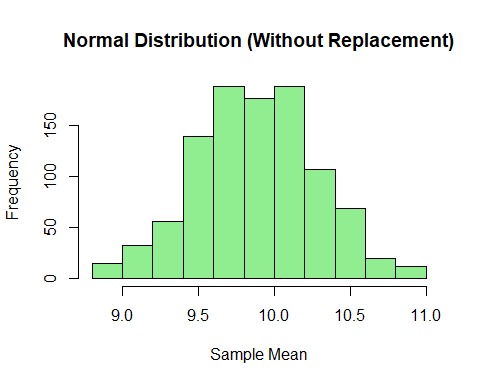 Normal Distribution (Without Replacement)
Frequency
150
100
50
0
9.0 9.5 10.0 10.5 11.0
Sample Mean